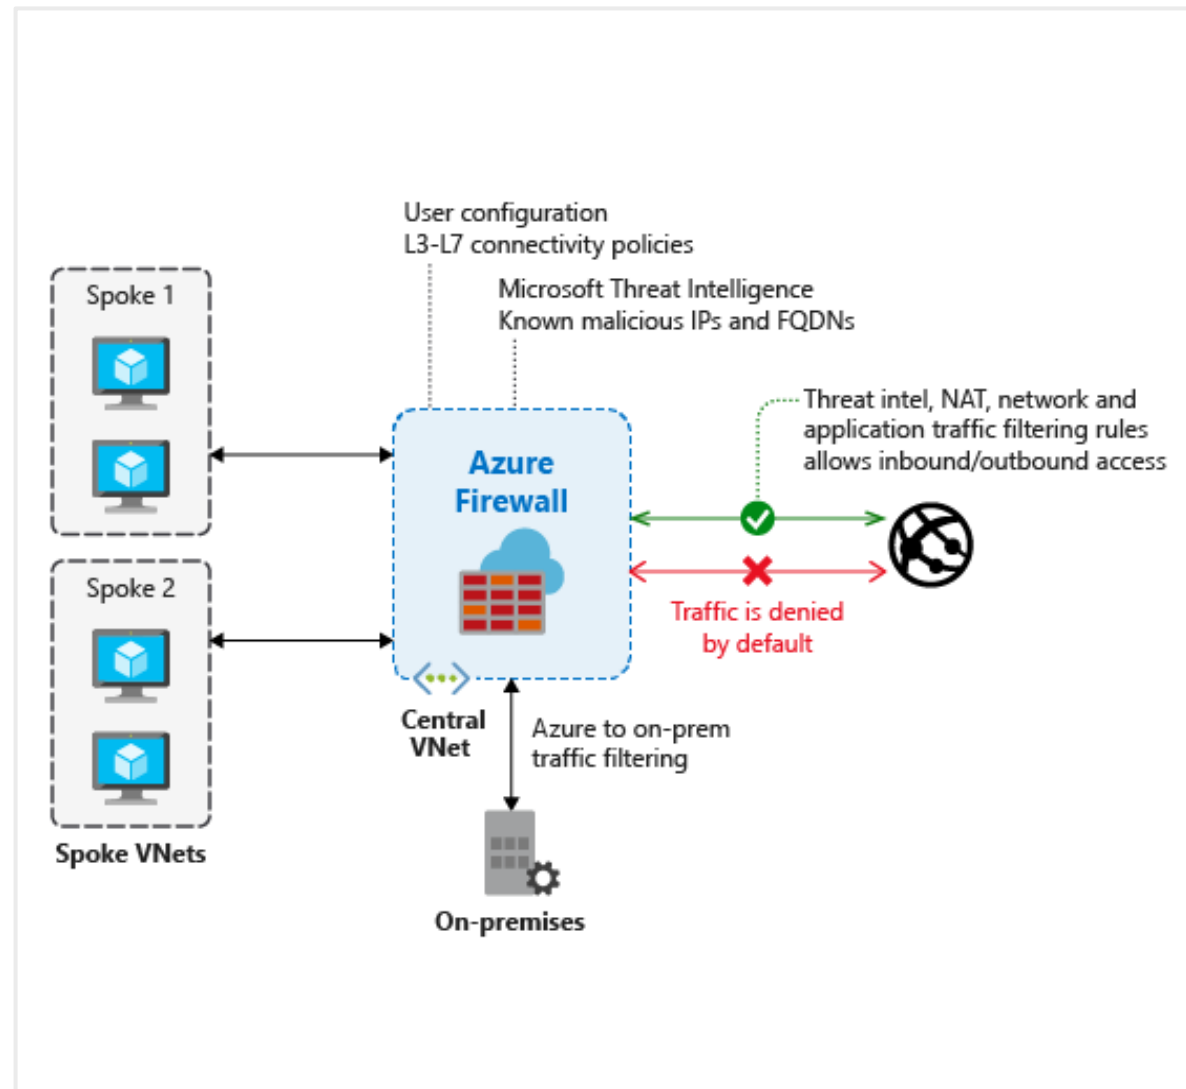 User configuration
L3-L7 connectivity policies
Microsoft Threat Intelligence
Known malicious IPs and FQDNs
Spoke 1
Threat intel, NAT, network and
application traffic filtering rules
allows inbound/outbound access
Azure
Firewall
Spoke 2
Traffic is denied
by default
Central
VNet
Azure to on-prem
traffic filtering
Spoke VNets
On-premises